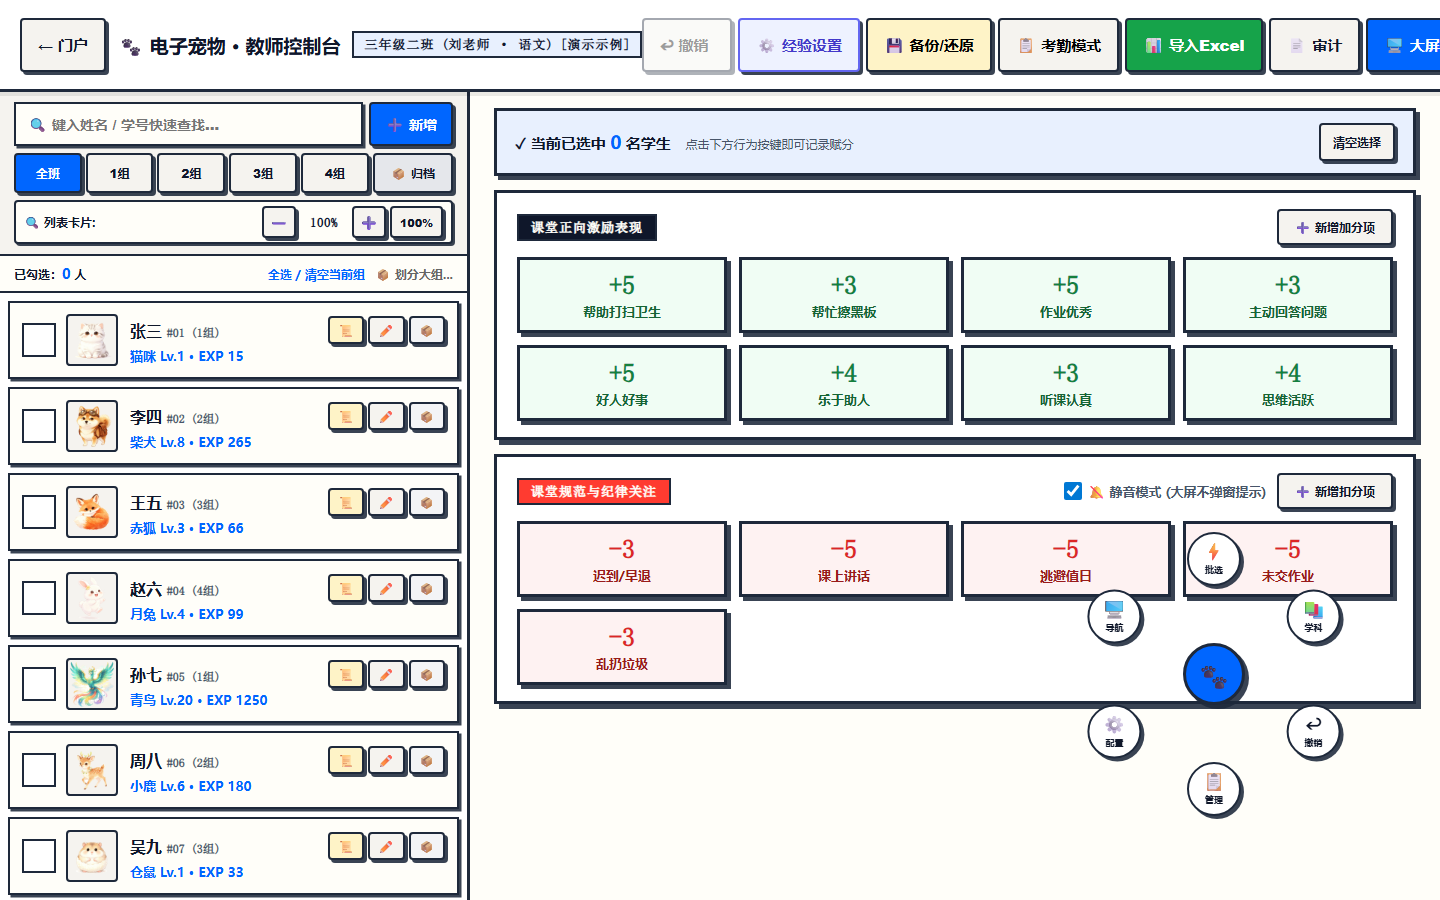 ←门户
电子宠物 • 教师控制台
三年级二班 (刘老师 • 语文) [演示示例]
撤销
经验设置
备份/还原
考勤模式
导入Excel
审计
大屏
键入姓名 / 学号快速查找...
新增
全班
1组
2组
3组
4组
归档
列表卡片:
100%
100%
已勾选: 0 人
全选 / 清空当前组
划分大组...
张三 #01 (1组)
猫咪 Lv.1 • EXP 15
李四 #02 (2组)
柴犬 Lv.8 • EXP 265
王五 #03 (3组)
赤狐 Lv.3 • EXP 66
赵六 #04 (4组)
月兔 Lv.4 • EXP 99
孙七 #05 (1组)
青鸟 Lv.20 • EXP 1250
周八 #06 (2组)
小鹿 Lv.6 • EXP 180
吴九 #07 (3组)
仓鼠 Lv.1 • EXP 33
✓ 当前已选中 0 名学生
点击下方行为按键即可记录赋分
清空选择
课堂正向激励表现
新增加分项
+5
帮助打扫卫生
+3
帮忙擦黑板
+5
作业优秀
+3
主动回答问题
+5
好人好事
+4
乐于助人
+3
听课认真
+4
思维活跃
课堂规范与纪律关注
静音模式 (大屏不弹窗提示)
新增扣分项
−3
迟到/早退
−5
课上讲话
−5
逃避值日
−5
未交作业
−3
乱扔垃圾
批选
导航
学科
配置
撤销
管理